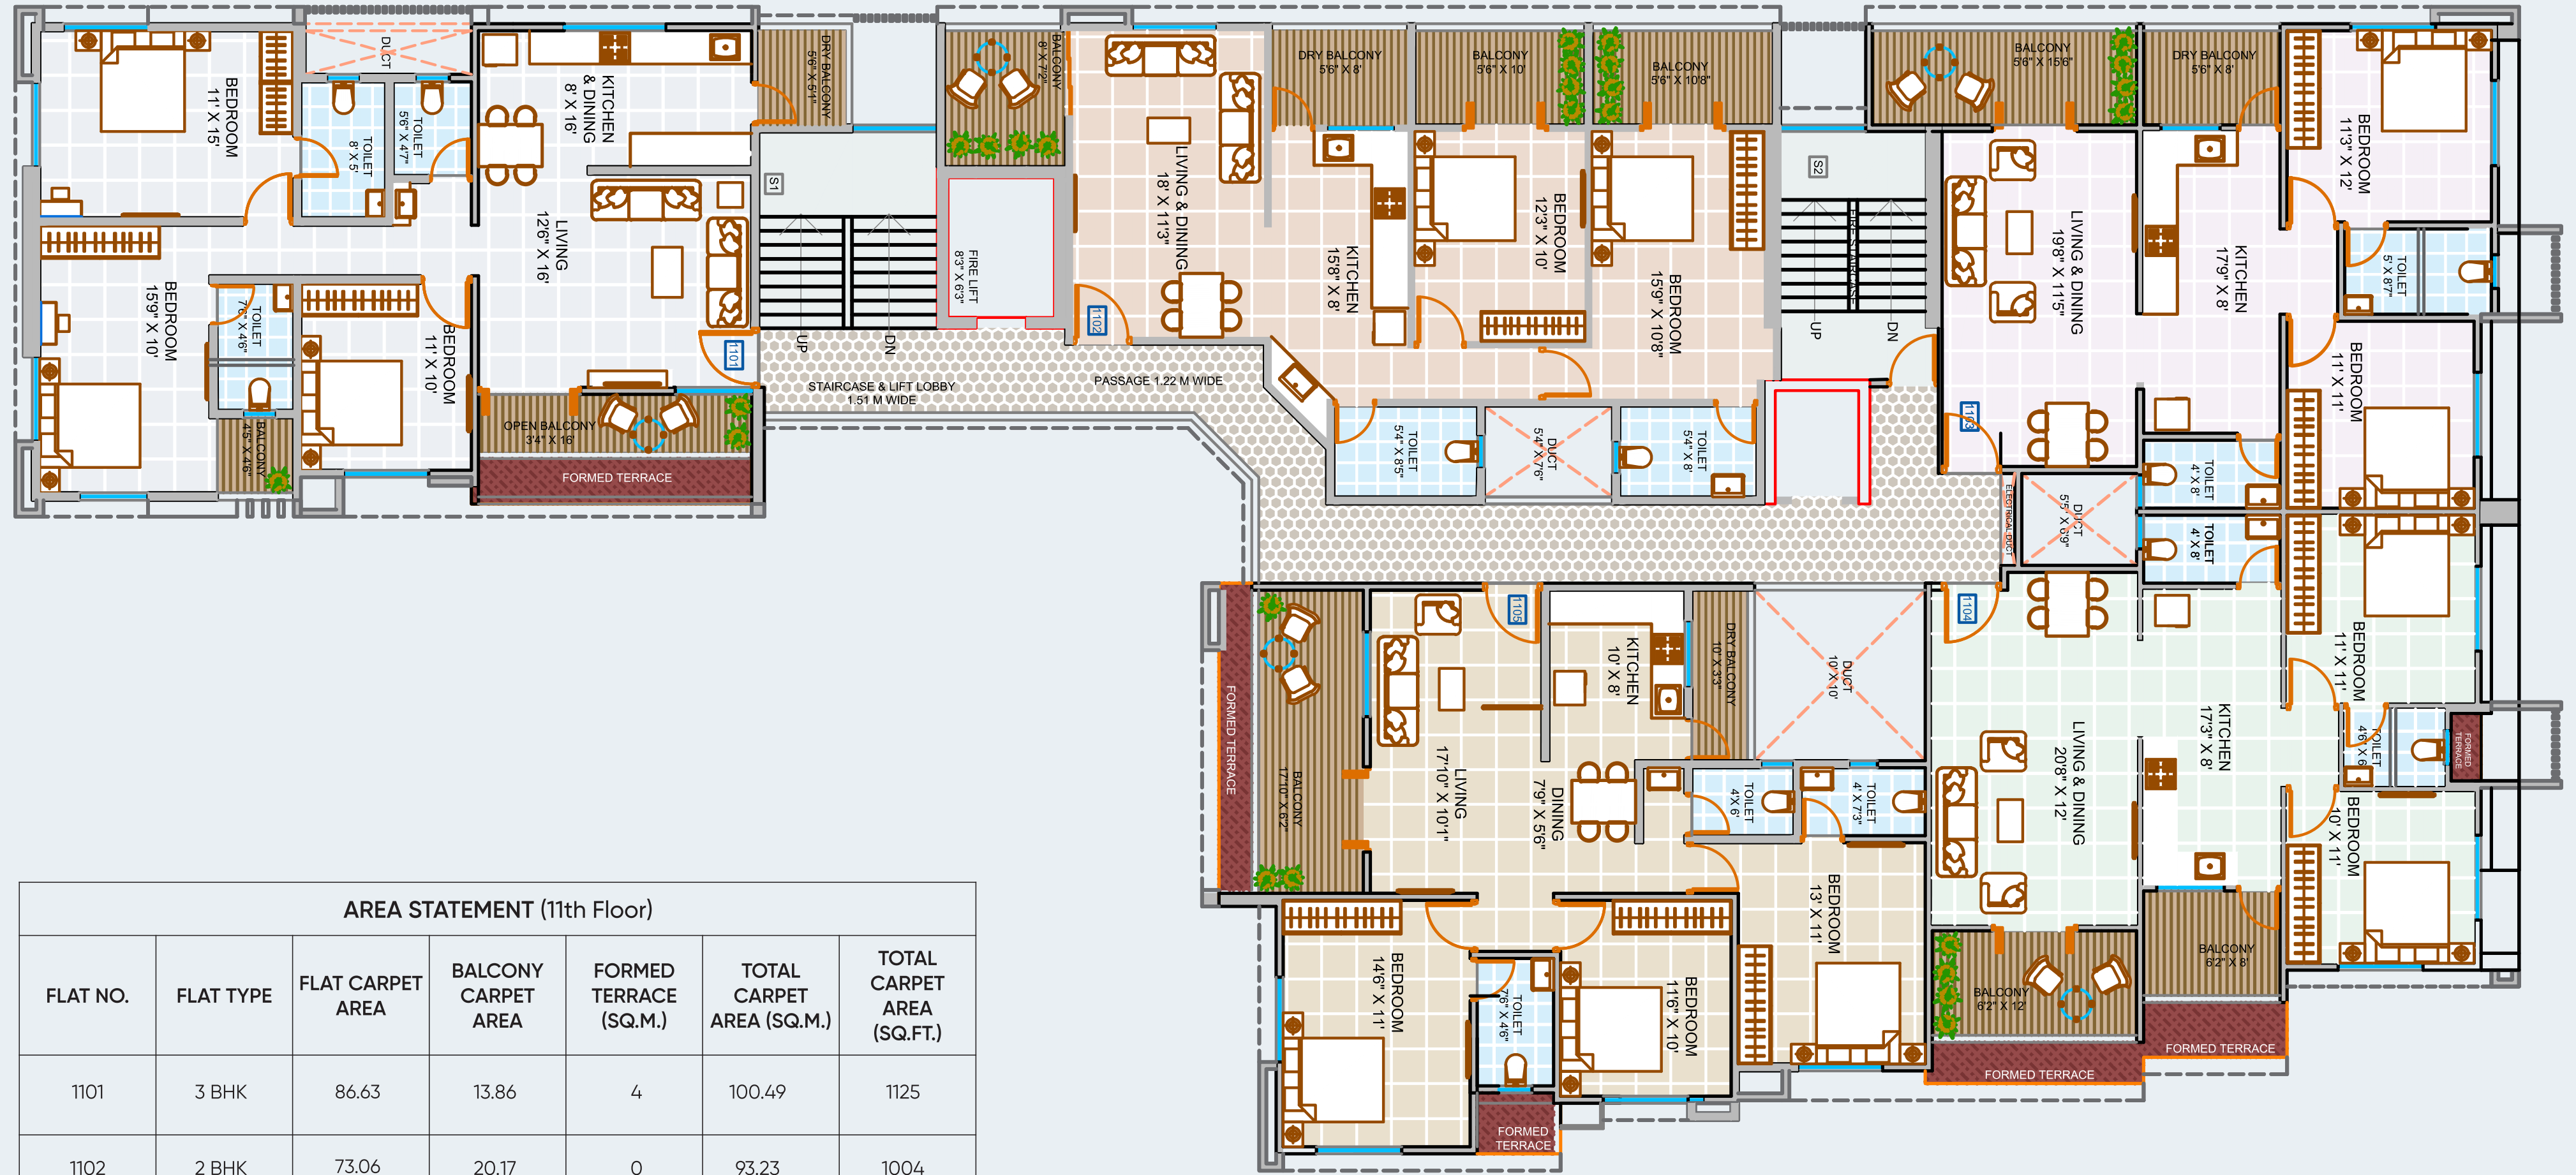 BEDROOM
11' X 15'
DUCT
TOILET
8' X 5'
TOILET
5'6" X 4'7"
KITCHEN
& DINING
8' X 16'
DRY BALCONY
5'6" X 5'1"
LIVING
12'6" X 16'
S1
BEDROOM
15'9" X 10'
TOILET
7'6" X 4'6"
BALCONY
4'5" X 4'6"
BEDROOM
11' X 10'
1101
OPEN BALCONY
3'4" X 16'
FORMED TERRACE
UP
DN
STAIRCASE & LIFT LOBBY
1.51 M WIDE
PASSAGE 1.22 M WIDE
BALCONY
8' X 7'2"
FIRE LIFT
8'3" X 6'3"
LIVING & DINING
18' X 11'3"
1102
DRY BALCONY
5'6" X 8'
KITCHEN
15'8" X 8'
BALCONY
5'6" X 10'
BEDROOM
12'3" X 10'
BALCONY
5'6" X 10'8"
BEDROOM
15'9" X 10'8"
TOILET
5'4" X 8'5"
DUCT
5'4" X 7'6"
TOILET
5'4" X 8'
S2
FIRE STAIRCASE
UP
DN
BALCONY
5'6" X 15'6"
DRY BALCONY
5'6" X 8'
LIVING & DINING
19'8" X 11'5"
KITCHEN
17'9" X 8'
BEDROOM
11'3" X 12'
TOILET
5' X 8'7"
BEDROOM
11' X 11'
1103
TOILET
4' X 8'
ELECTRICAL DUCT
DUCT
5'5" X 6'9"
TOILET
4' X 8'
1104
BEDROOM
11' X 11'
KITCHEN
17'3" X 8'
LIVING & DINING
20'8" X 12'
TOILET
FORMED
TERRACE
BEDROOM
10' X 11'
BALCONY
6'2" X 8'
BALCONY
6'2" X 12'
FORMED TERRACE
FORMED TERRACE
1105
FORMED TERRACE
BALCONY
17'10" X 6'2"
LIVING
17'10" X 10'1"
KITCHEN
10' X 8'
DRY BALCONY
10' X 3'3"
DUCT
10' X 10'
DINING
7'9" X 5'6"
TOILET
4' X 6'
TOILET
4' X 7'3"
BEDROOM
13' X 11'
BEDROOM
14'6" X 11'
TOILET
7'6" X 4'6"
BEDROOM
11'6" X 10'
FORMED
TERRACE
AREA STATEMENT (11th Floor)
FLAT NO.
FLAT TYPE
FLAT CARPET
AREA
BALCONY
CARPET
AREA
FORMED
TERRACE
(SQ.M.)
TOTAL
CARPET
AREA (SQ.M.)
TOTAL
CARPET
AREA
(SQ.FT.)
1101 3 BHK 86.63 13.86 4 100.49 1125
1102 2 BHK 73.06 20.17 0 93.23 1004